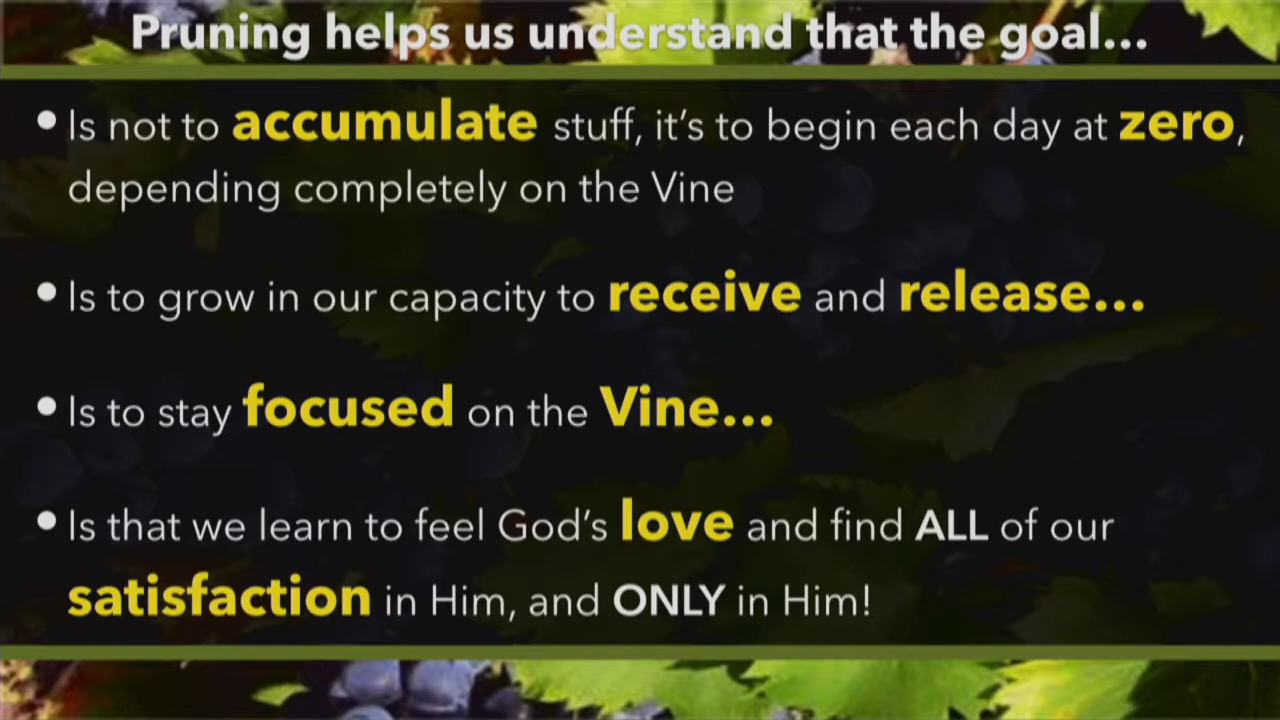 Pruning helps us understand that the goal...
• Is not to accumulate stuff, it's to begin each day at zero,
depending completely on the Vine
• Is to grow in our capacity to receive and release...
• Is to stay focused on the Vine...
• Is that we learn to feel God's love and find ALL of our
satisfaction in Him, and ONLY in Him!